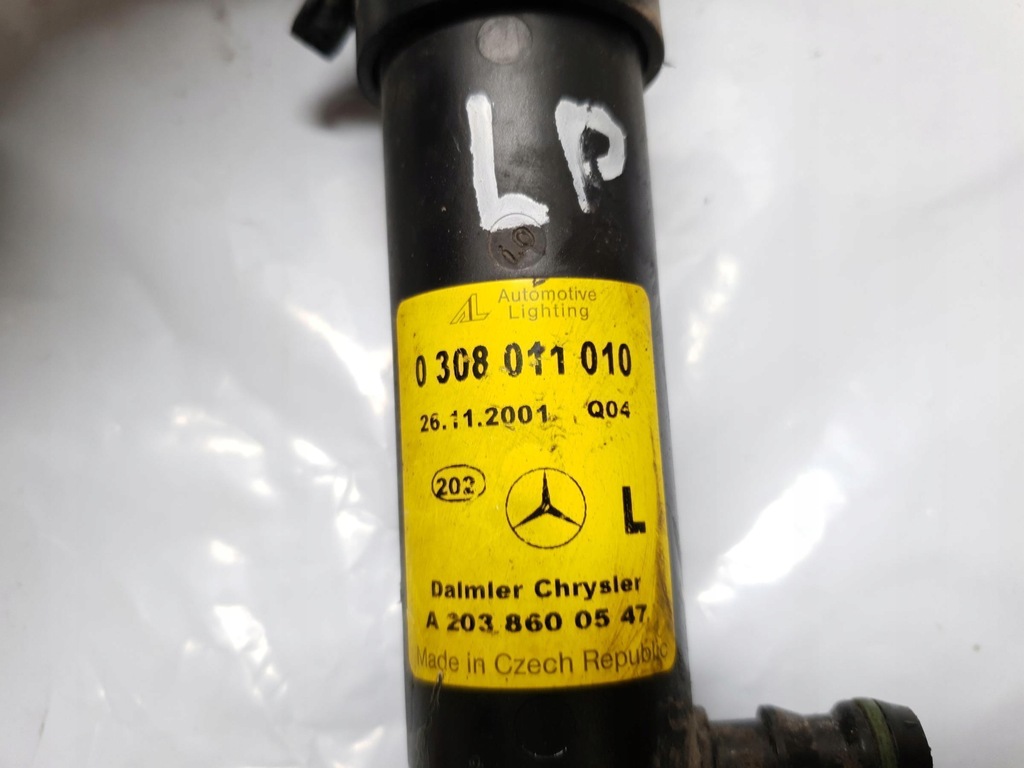 LP
Automotive
Lighting
0 308 011 010
26.11.2001 Q04
202 L
Daimler Chrysler
A 203 860 05 47
Made in Czech Republic